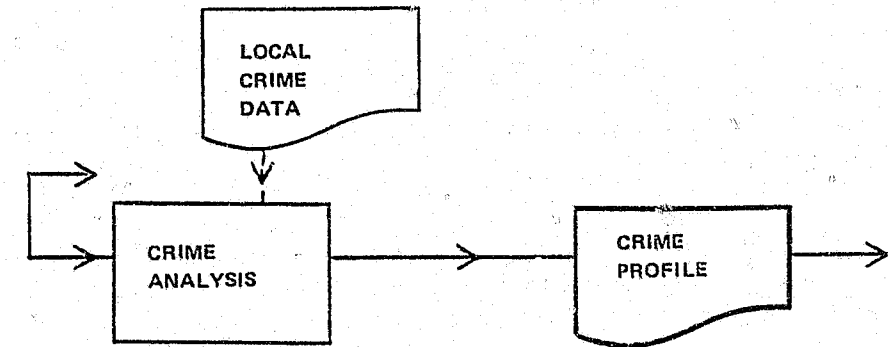 LOCAL
CRIME
DATA
CRIME
ANALYSIS
CRIME
PROFILE